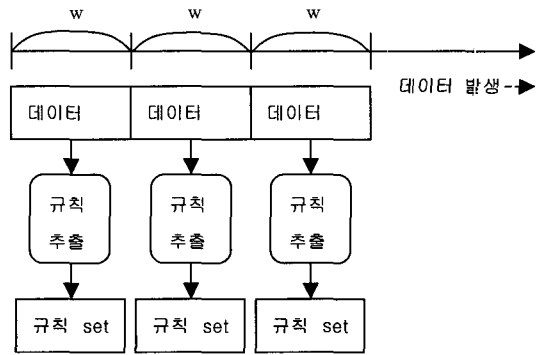 w w w
데이터 발생
데이터 데이터 데이터
규칙 규칙 규칙
추출 추출 추출
규칙 set 규칙 set 규칙 set